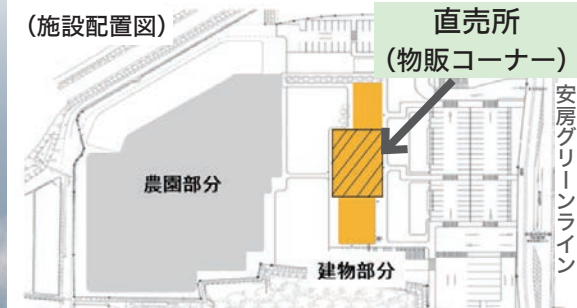 （施設配置図）
直売所
（物販コーナー）
安房グリーンライン
農園部分
建物部分